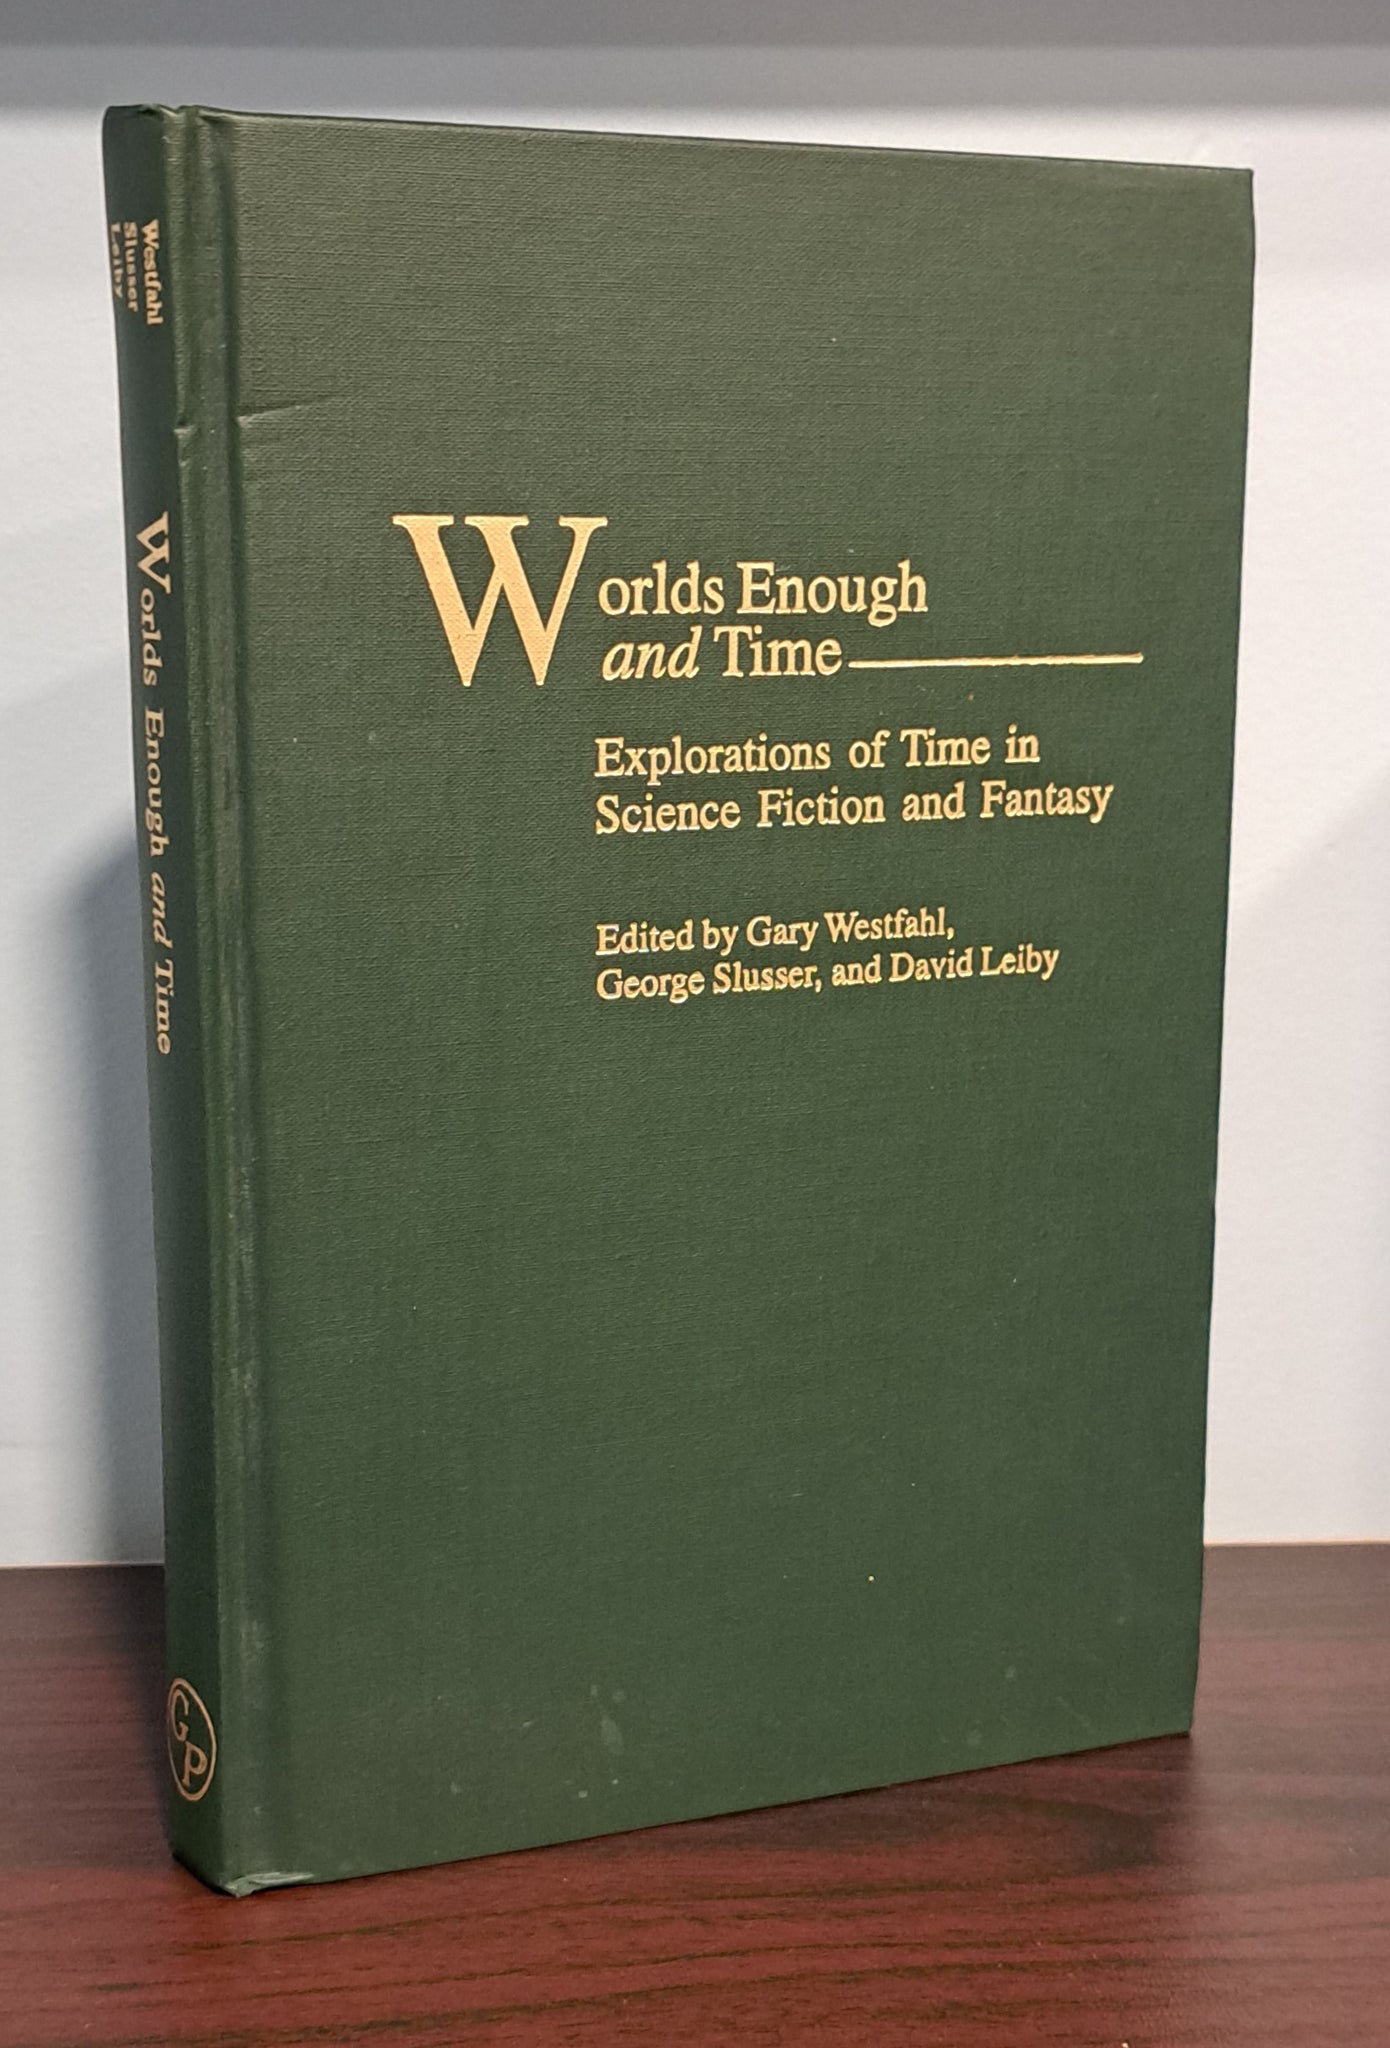 Westfahl
Slusser
Leiby
Worlds Enough and Time
GP
Worlds Enough
and Time
Explorations of Time in
Science Fiction and Fantasy
Edited by Gary Westfahl,
George Slusser, and David Leiby